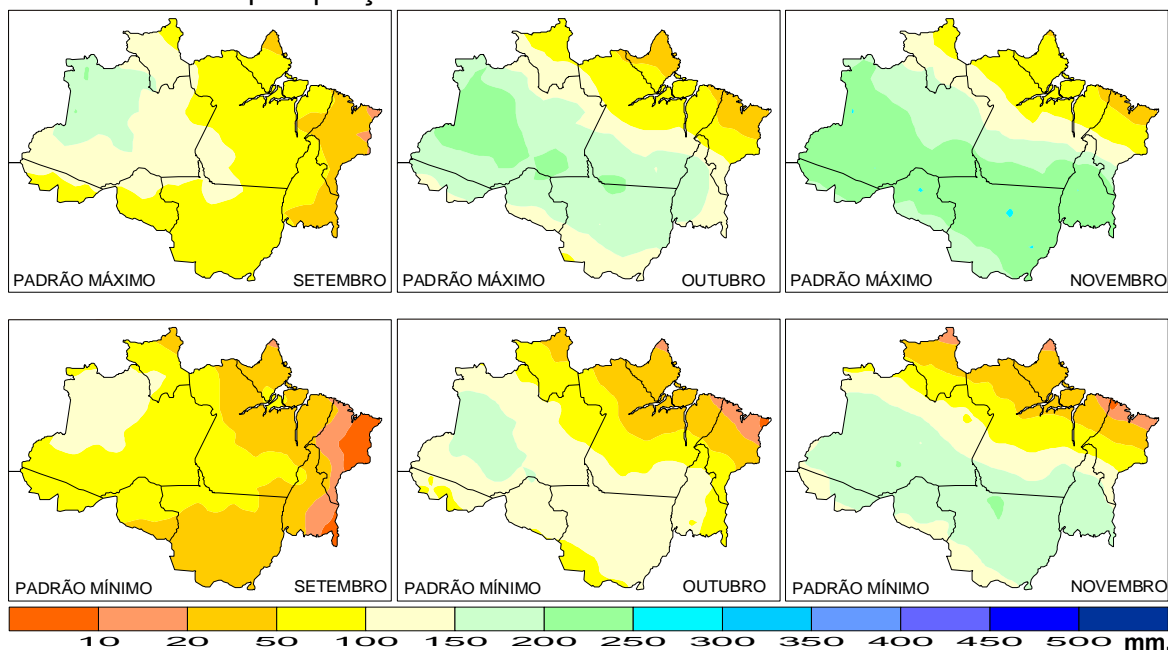 PADRÃO MÁXIMO SETEMBRO
PADRÃO MÁXIMO OUTUBRO
PADRÃO MÁXIMO NOVEMBRO
PADRÃO MÍNIMO SETEMBRO
PADRÃO MÍNIMO OUTUBRO
PADRÃO MÍNIMO NOVEMBRO
10 20 50 100 150 200 250 300 350 400 450 500 mm.